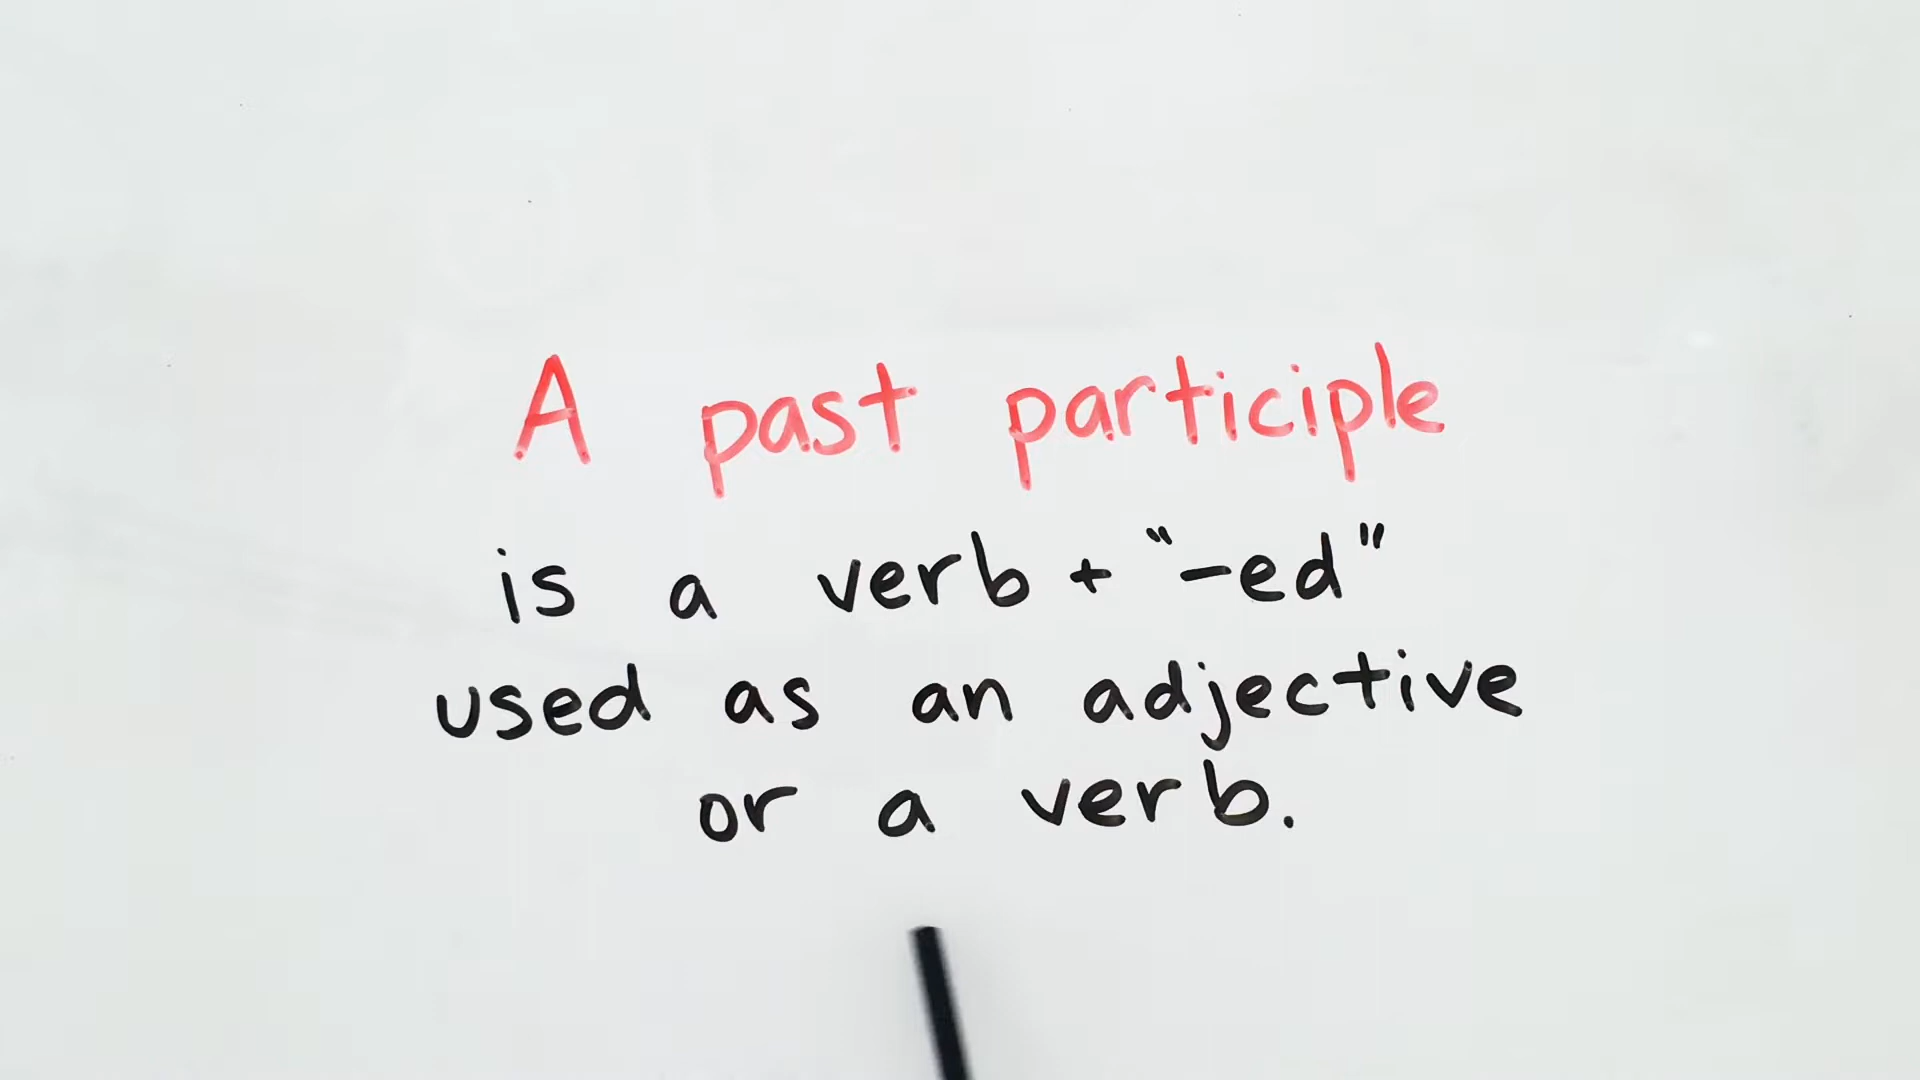 A past participle
is a verb + "-ed"
used as an adjective
or a verb.